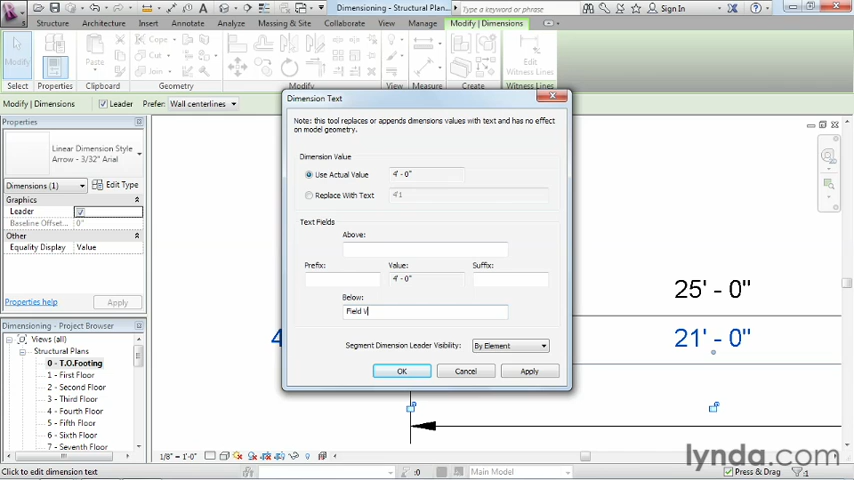 Dimensioning - Structural Plan...
Type a keyword or phrase
Sign In
Structure Architecture Insert Annotate Analyze Massing & Site Collaborate View Manage Modify | Dimensions
Modify
Properties
Paste
Cope
Cut
Join
Edit
Witness Lines
Select Properties Clipboard Geometry Modify View Measure Create Witness Lines
Modify | Dimensions Leader Prefer: Wall centerlines
Properties
Linear Dimension Style
Arrow - 3/32" Arial
Dimensions (1) Edit Type
Graphics
Leader
Baseline Offset... 0"
Other
Equality Display Value
Properties help Apply
Dimensioning - Project Browser
Views (all)
Structural Plans
0 - T.O.Footing
1 - First Floor
2 - Second Floor
3 - Third Floor
4 - Fourth Floor
5 - Fifth Floor
6 - Sixth Floor
7 - Seventh Floor
Dimension Text
Note: this tool replaces or appends dimensions values with text and has no effect
on model geometry.
Dimension Value
Use Actual Value 4' - 0"
Replace With Text 4'1
Text Fields
Above:
Prefix: Value: Suffix:
4' - 0"
Below:
Field V
Segment Dimension Leader Visibility: By Element
OK Cancel Apply
25' - 0"
4
21' - 0"
1/8" = 1'-0"
Click to edit dimension text
:0
Main Model
Press & Drag
:1
lynda.com